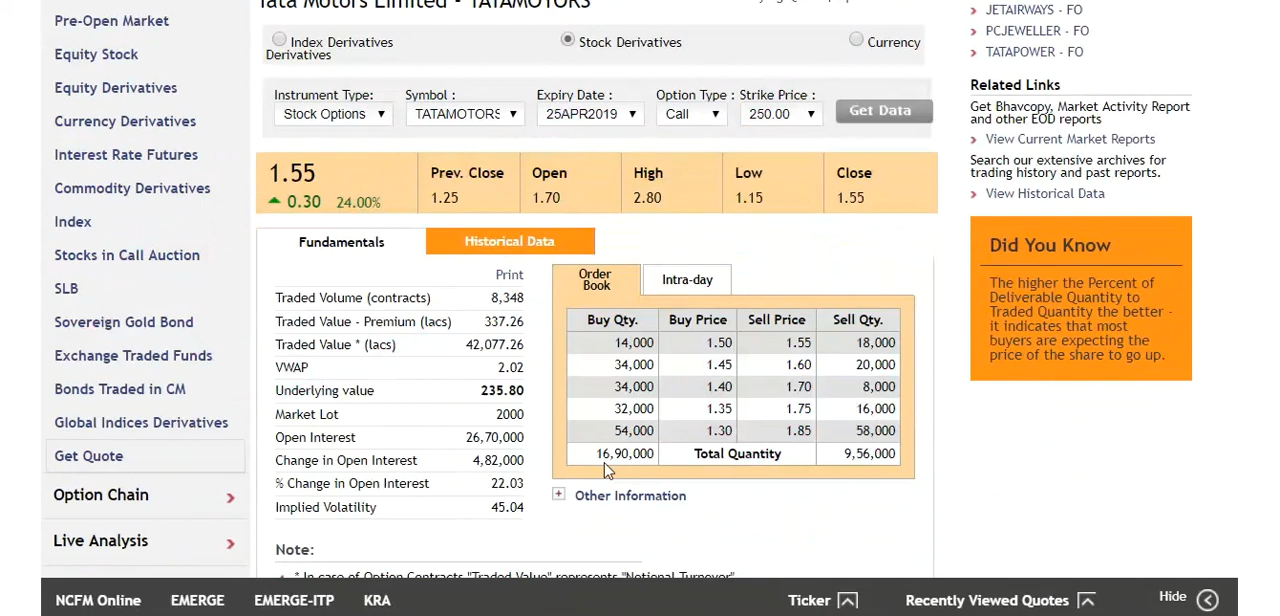 Pre-Open Market
Equity Stock
Equity Derivatives
Currency Derivatives
Interest Rate Futures
Commodity Derivatives
Index
Stocks in Call Auction
SLB
Sovereign Gold Bond
Exchange Traded Funds
Bonds Traded in CM
Global Indices Derivatives
Get Quote
Option Chain
Live Analysis
Tata Motors Limited - TATAMOTORS
Index Derivatives Stock Derivatives Currency
Derivatives
Instrument Type: Symbol : Expiry Date : Option Type : Strike Price :
Stock Options TATAMOTORS 25APR2019 Call 250.00 Get Data
1.55 Prev. Close Open High Low Close
0.30 24.00% 1.25 1.70 2.80 1.15 1.55
Fundamentals Historical Data
Print
Traded Volume (contracts) 8,348
Traded Value - Premium (lacs) 337.26
Traded Value * (lacs) 42,077.26
VWAP 2.02
Underlying value 235.80
Market Lot 2000
Open Interest 26,70,000
Change in Open Interest 4,82,000
% Change in Open Interest 22.03
Implied Volatility 45.04
Order
Book
Intra-day
Buy Qty. Buy Price Sell Price Sell Qty.
14,000 1.50 1.55 18,000
34,000 1.45 1.60 20,000
34,000 1.40 1.70 8,000
32,000 1.35 1.75 16,000
54,000 1.30 1.85 58,000
16,90,000 Total Quantity 9,56,000
+ Other Information
Note:
* In case of Option Contracts "Traded Value" represents "Notional Turnover"
JETAIRWAYS - FO
PCJEWELLER - FO
TATAPOWER - FO
Related Links
Get Bhavcopy, Market Activity Report
and other EOD reports
View Current Market Reports
Search our extensive archives for
trading history and past reports.
View Historical Data
Did You Know
The higher the Percent of
Deliverable Quantity to
Traded Quantity the better -
it indicates that most
buyers are expecting the
price of the share to go up.
NCFM Online EMERGE EMERGE-ITP KRA Ticker Recently Viewed Quotes Hide